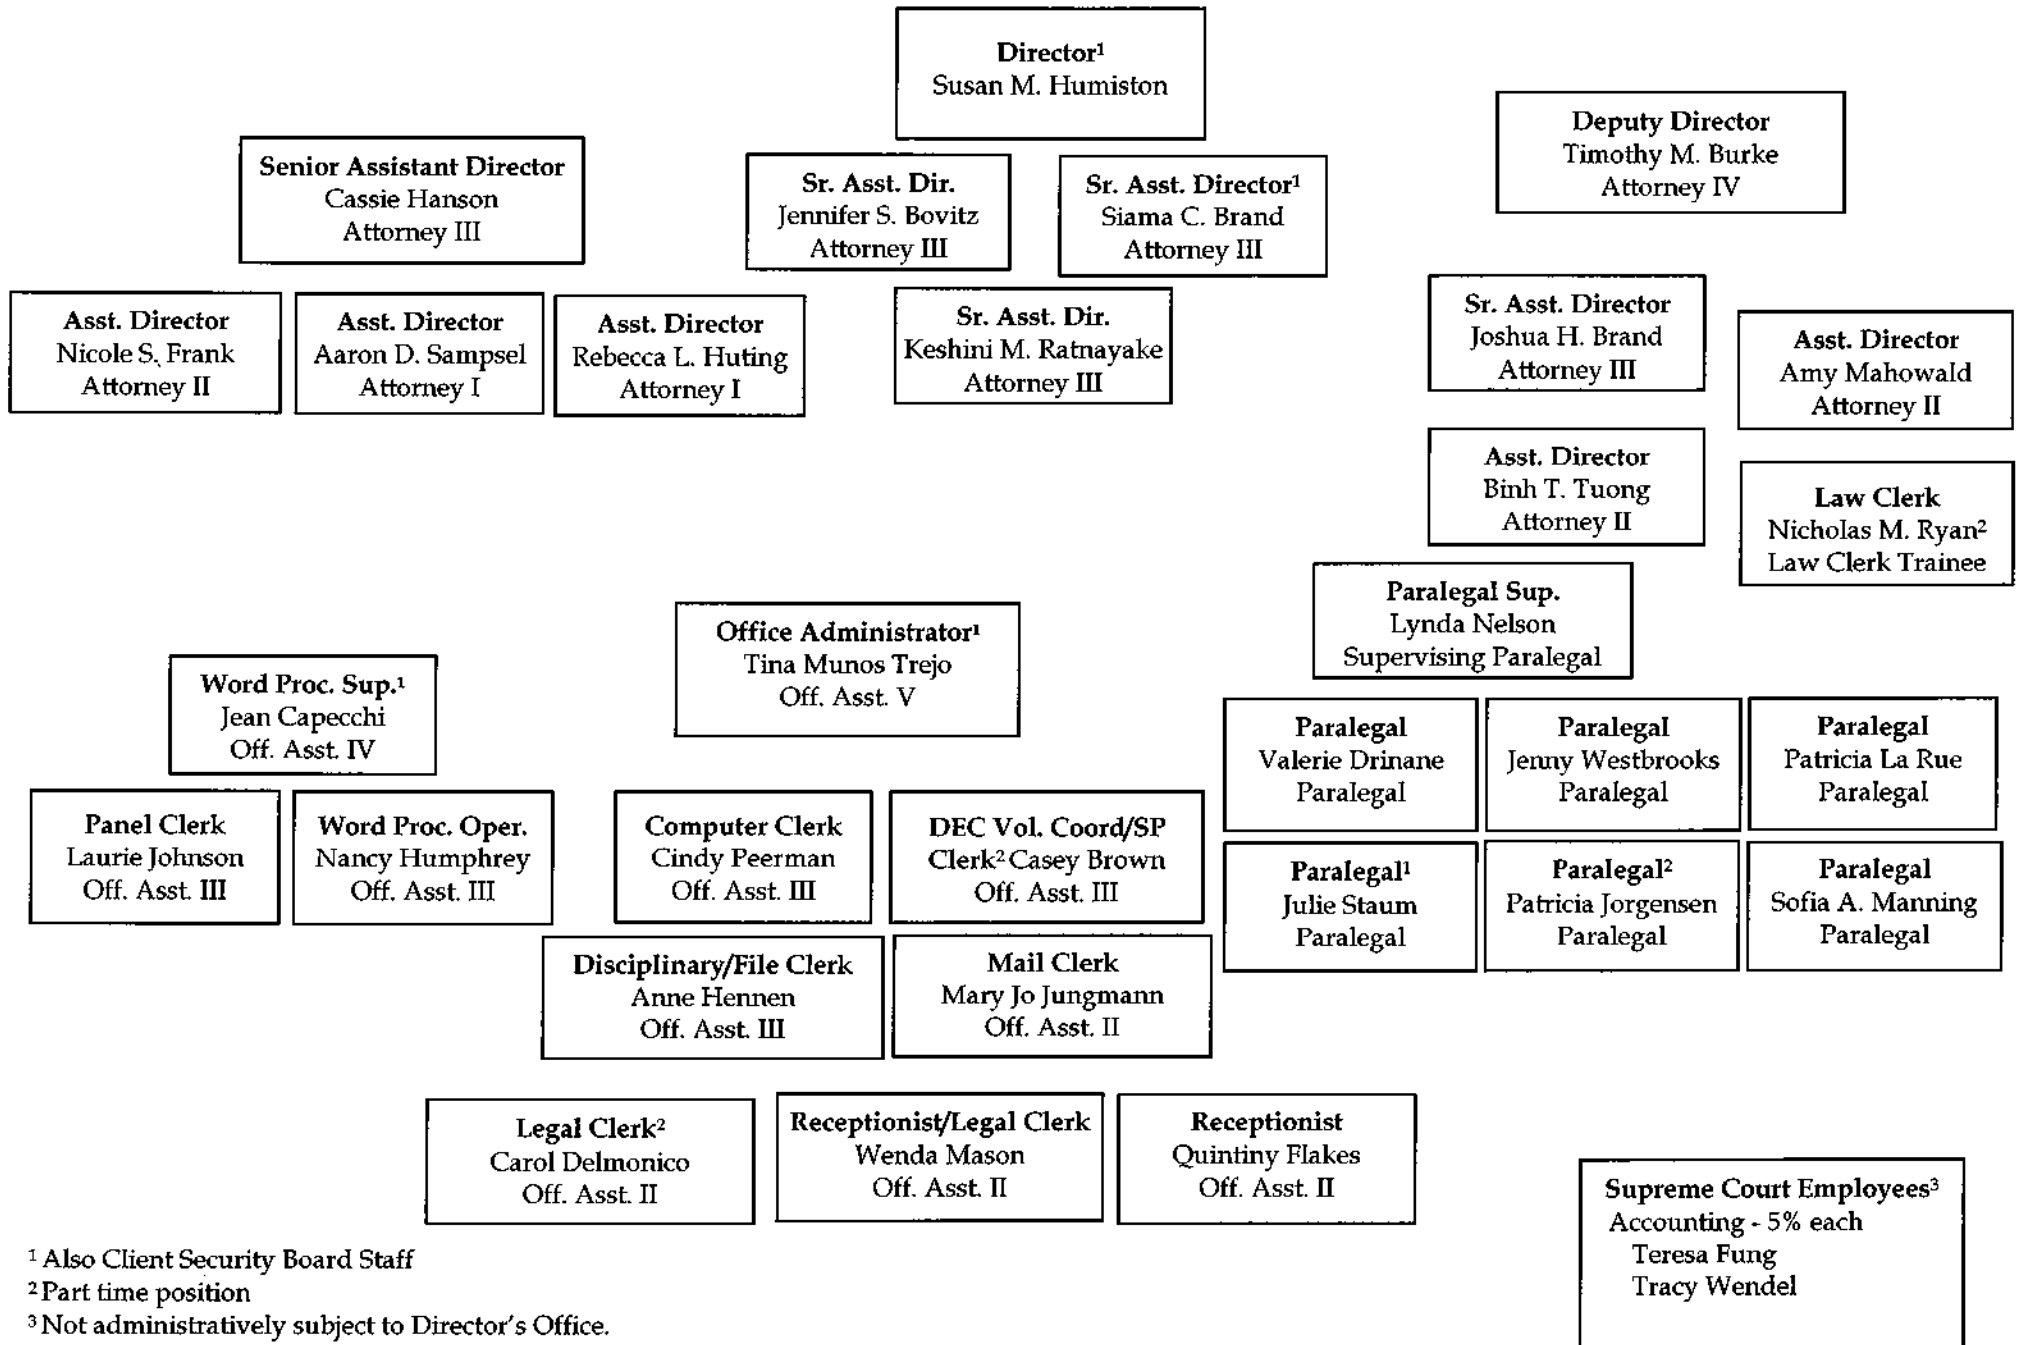 Director¹
Susan M. Humiston
Deputy Director
Timothy M. Burke
Attorney IV
Senior Assistant Director
Cassie Hanson
Attorney III
Sr. Asst. Dir.
Jennifer S. Bovitz
Attorney III
Sr. Asst. Director¹
Siama C. Brand
Attorney III
Asst. Director
Nicole S. Frank
Attorney II
Asst. Director
Aaron D. Sampsel
Attorney I
Asst. Director
Rebecca L. Huting
Attorney I
Sr. Asst. Dir.
Keshini M. Ratnayake
Attorney III
Sr. Asst. Director
Joshua H. Brand
Attorney III
Asst. Director
Amy Mahowald
Attorney II
Asst. Director
Binh T. Tuong
Attorney II
Law Clerk
Nicholas M. Ryan²
Law Clerk Trainee
Paralegal Sup.
Lynda Nelson
Supervising Paralegal
Office Administrator¹
Tina Munos Trejo
Off. Asst. V
Word Proc. Sup.¹
Jean Capecchi
Off. Asst. IV
Paralegal
Valerie Drinane
Paralegal
Paralegal
Jenny Westbrooks
Paralegal
Paralegal
Patricia La Rue
Paralegal
Panel Clerk
Laurie Johnson
Off. Asst. III
Word Proc. Oper.
Nancy Humphrey
Off. Asst. III
Computer Clerk
Cindy Peerman
Off. Asst. III
DEC Vol. Coord/SP
Clerk² Casey Brown
Off. Asst. III
Paralegal¹
Julie Staum
Paralegal
Paralegal²
Patricia Jorgensen
Paralegal
Paralegal
Sofia A. Manning
Paralegal
Disciplinary/File Clerk
Anne Hennen
Off. Asst. III
Mail Clerk
Mary Jo Jungmann
Off. Asst. II
Legal Clerk²
Carol Delmonico
Off. Asst. II
Receptionist/Legal Clerk
Wenda Mason
Off. Asst. II
Receptionist
Quintiny Flakes
Off. Asst. II
Supreme Court Employees³
Accounting - 5% each
Teresa Fung
Tracy Wendel
¹ Also Client Security Board Staff
² Part time position
³ Not administratively subject to Director's Office.